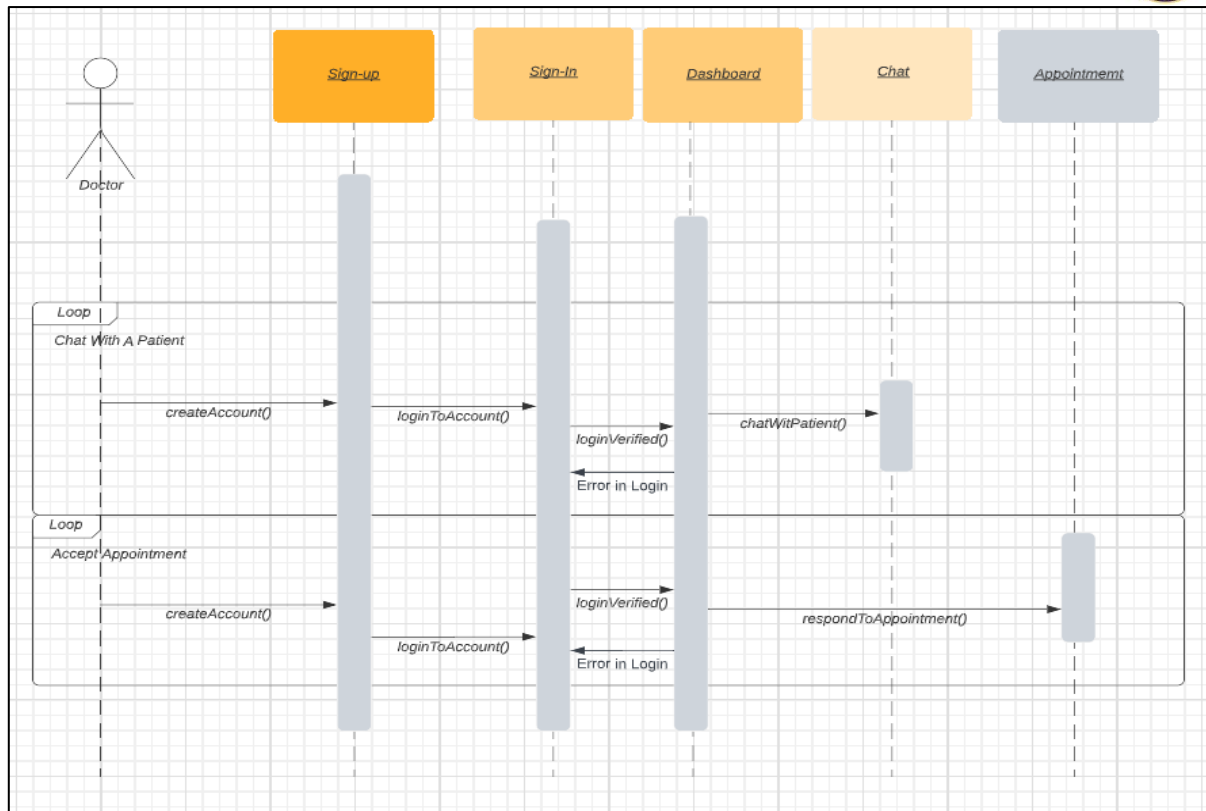 Sign-up
Sign-In
Dashboard
Chat
Appointmemt
Doctor
Loop
Chat With A Patient
createAccount()
loginToAccount()
chatWitPatient()
loginVerified()
Error in Login
Loop
Accept Appointment
createAccount()
loginVerified()
respondToAppointment()
loginToAccount()
Error in Login